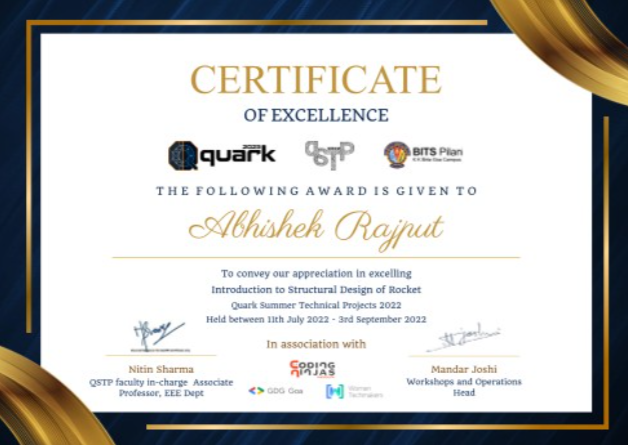 CERTIFICATE
OF EXCELLENCE
quark
QSTP
BITS Pilani
K K Birla Goa Campus
THE FOLLOWING AWARD IS GIVEN TO
Abhishek Rajput
To convey our appreciation in excelling
Introduction to Structural Design of Rocket
Quark Summer Technical Projects 2022
Held between 11th July 2022 - 3rd September 2022
In association with
CODING
NINJAS
GDG Goa
Women
Techmakers
Nitin Sharma
QSTP faculty in-charge Associate
Professor, EEE Dept
Mandar Joshi
Workshops and Operations
Head